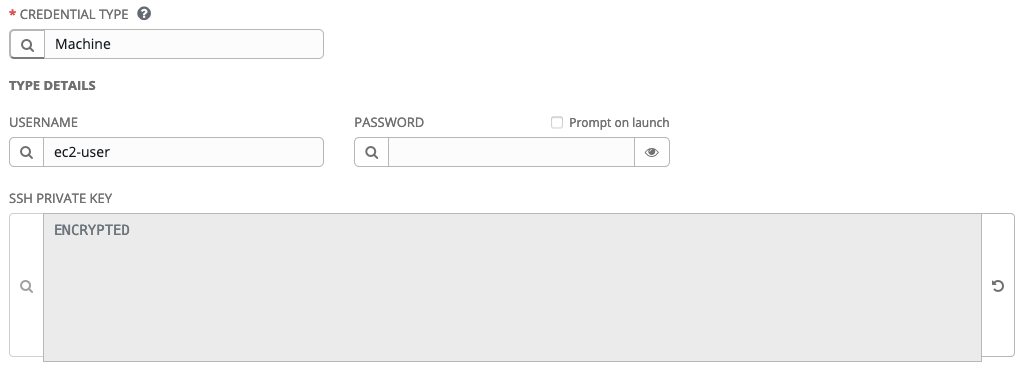 * CREDENTIAL TYPE ?
Machine
TYPE DETAILS
USERNAME
PASSWORD
Prompt on launch
ec2-user
SSH PRIVATE KEY
ENCRYPTED